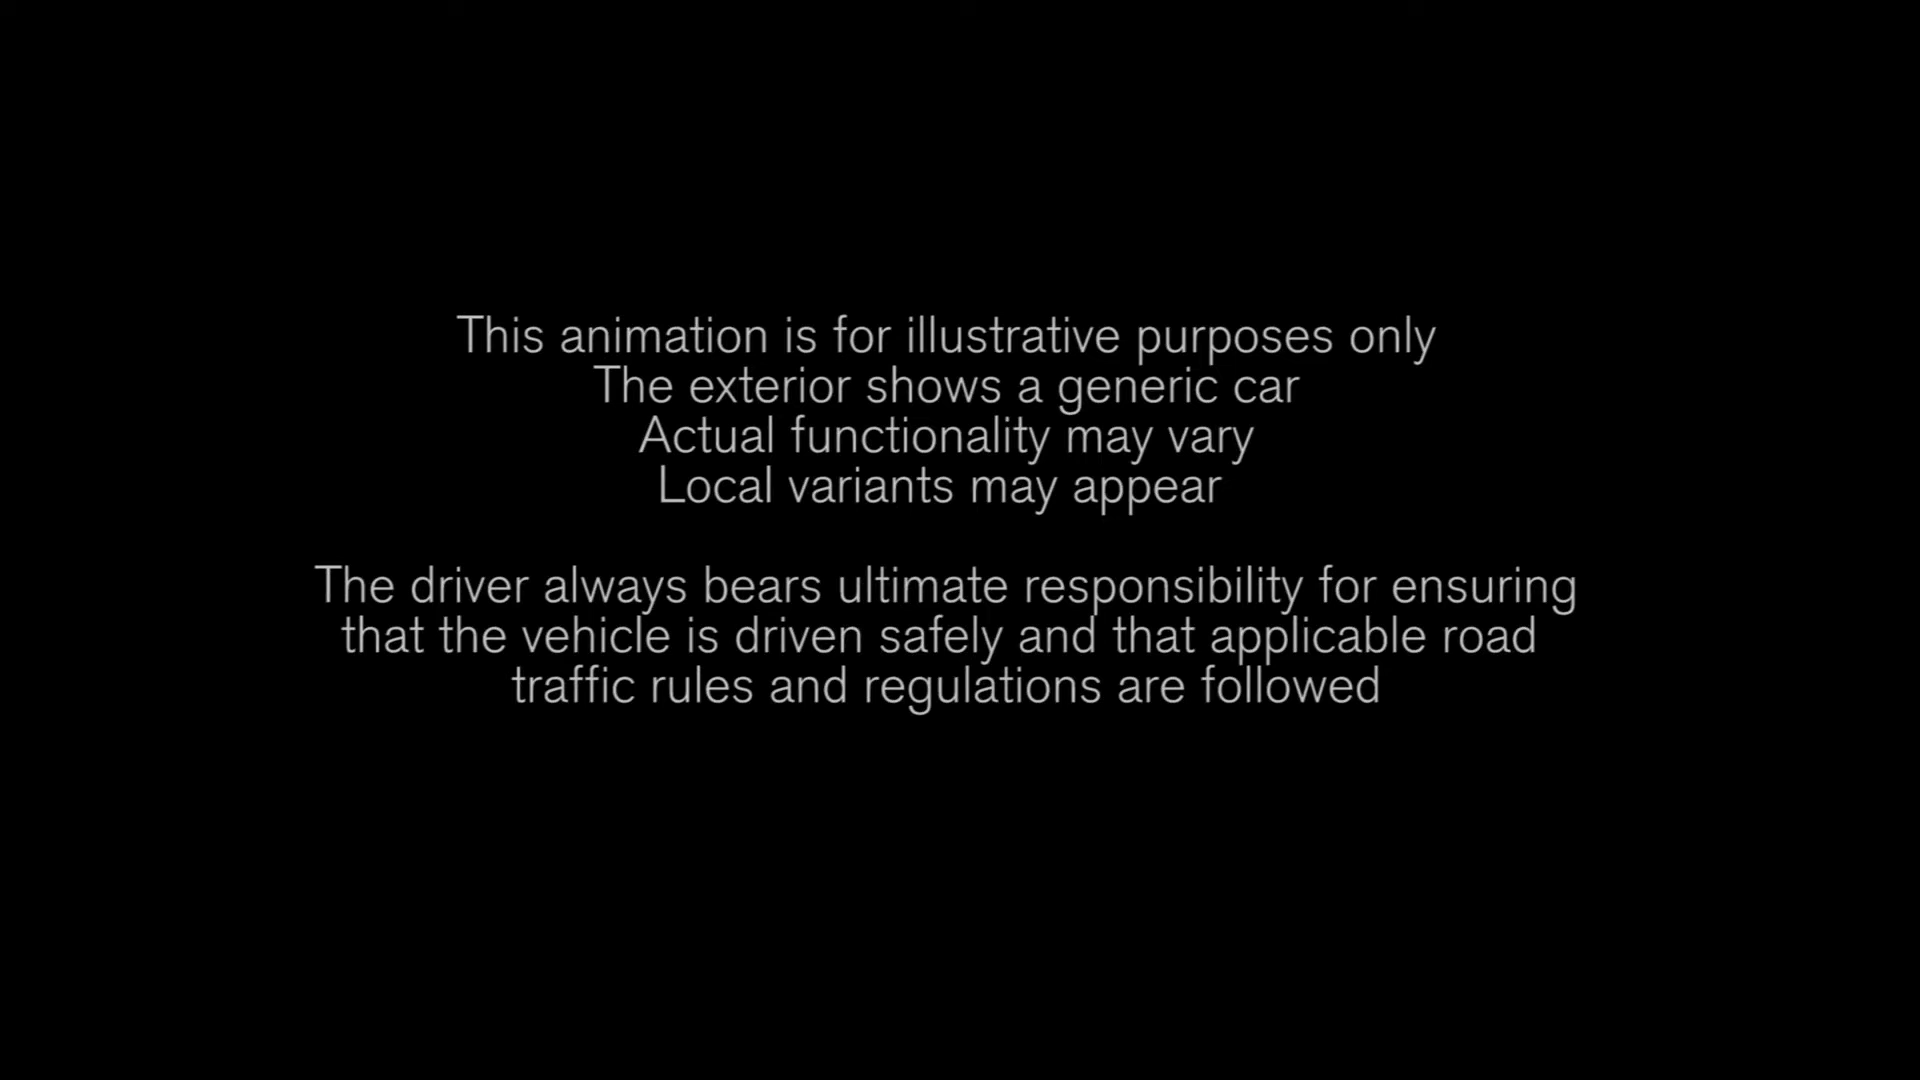 This animation is for illustrative purposes only
The exterior shows a generic car
Actual functionality may vary
Local variants may appear
The driver always bears ultimate responsibility for ensuring
that the vehicle is driven safely and that applicable road
traffic rules and regulations are followed